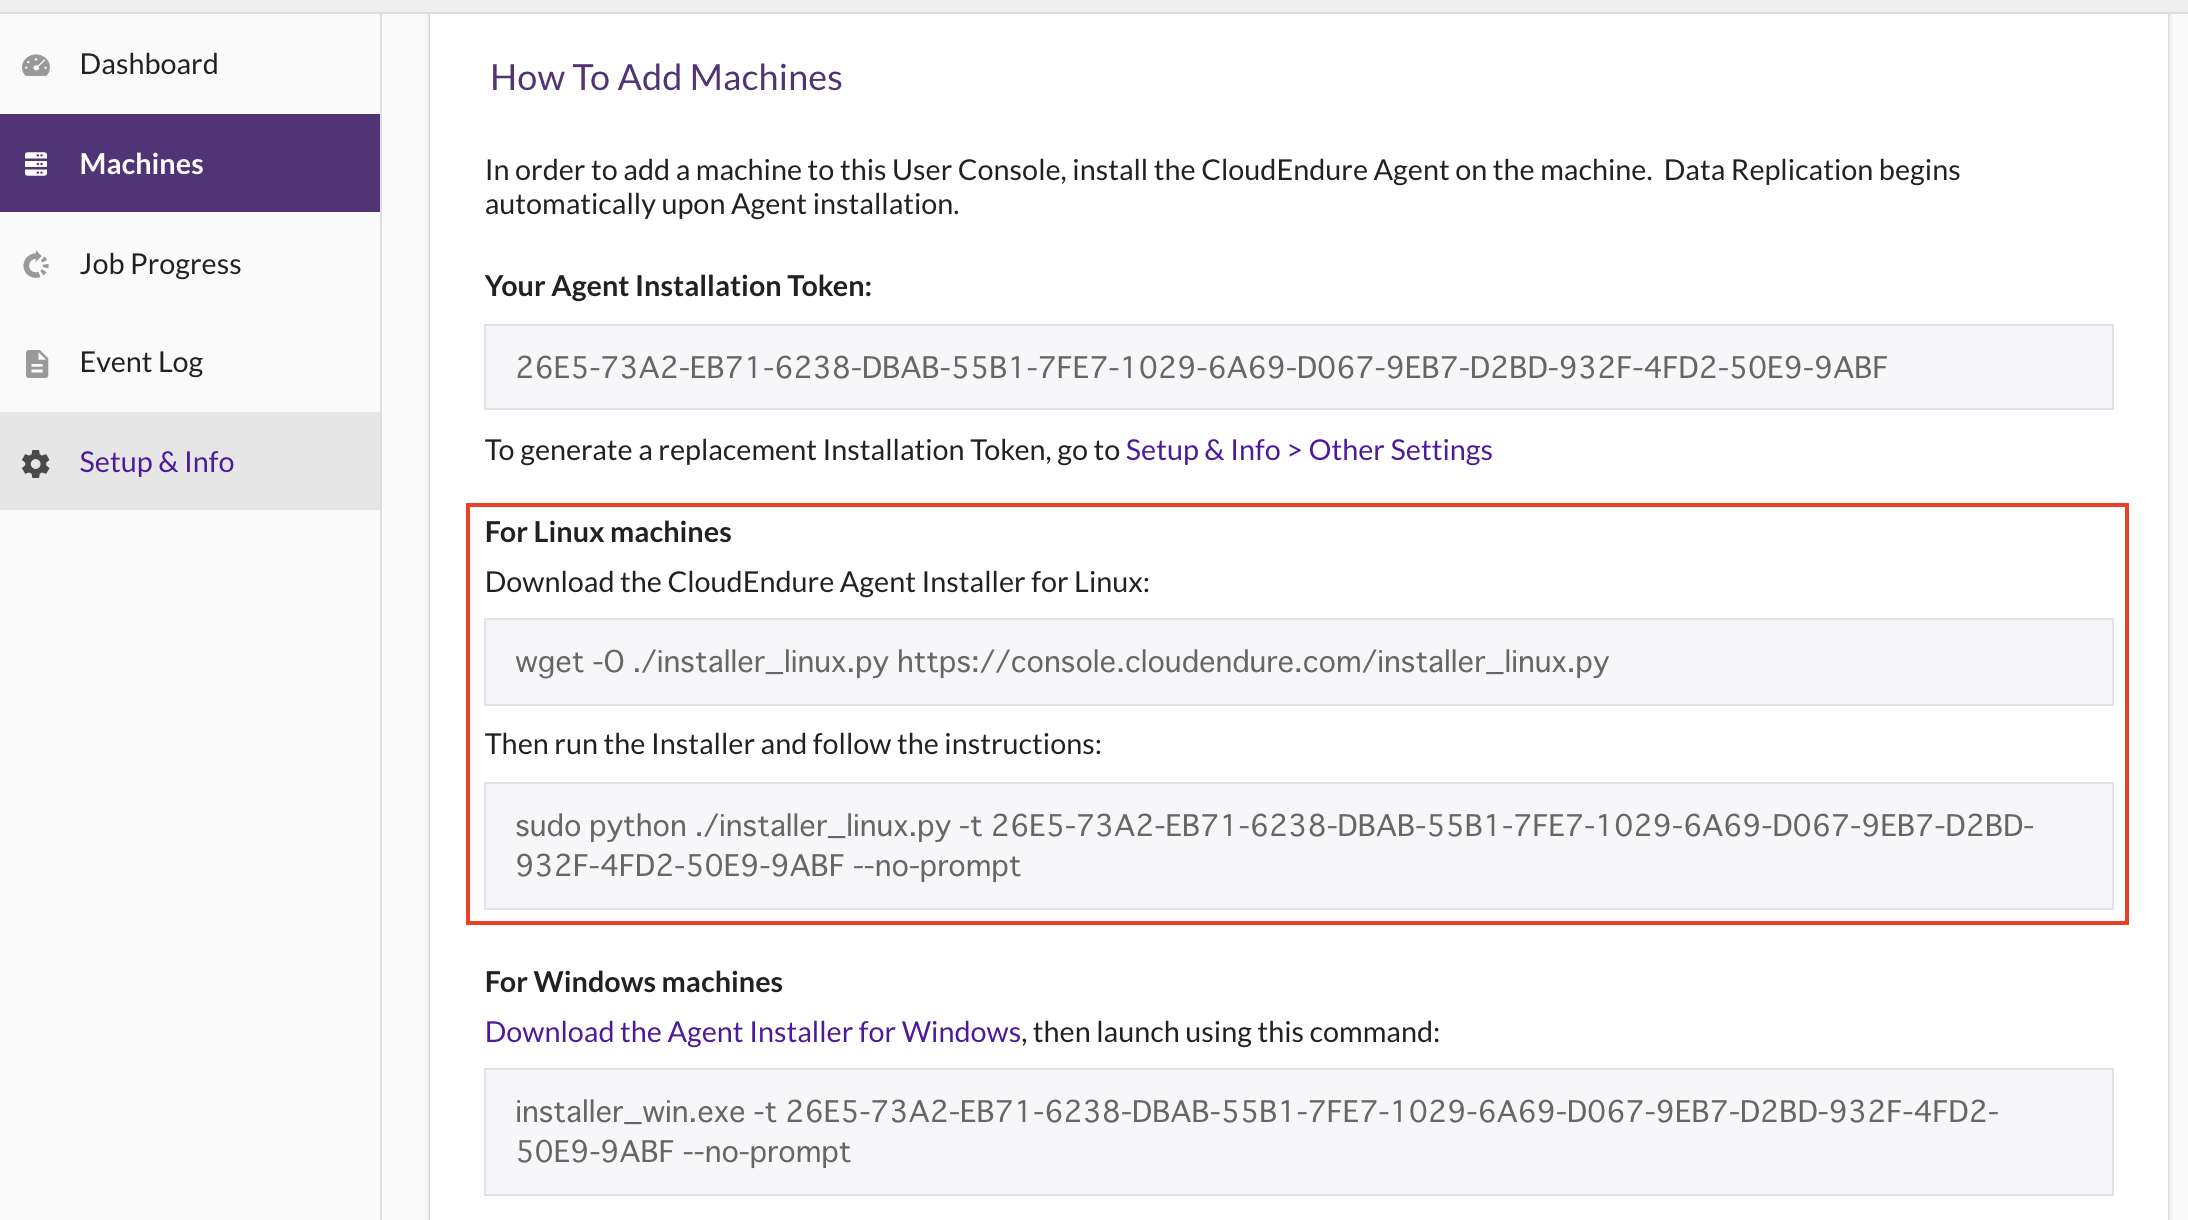 Dashboard
Machines
Job Progress
Event Log
Setup & Info
How To Add Machines
In order to add a machine to this User Console, install the CloudEndure Agent on the machine.  Data Replication begins
automatically upon Agent installation.
Your Agent Installation Token:
26E5-73A2-EB71-6238-DBAB-55B1-7FE7-1029-6A69-D067-9EB7-D2BD-932F-4FD2-50E9-9ABF
To generate a replacement Installation Token, go to Setup & Info > Other Settings
For Linux machines
Download the CloudEndure Agent Installer for Linux:
wget -O ./installer_linux.py https://console.cloudendure.com/installer_linux.py
Then run the Installer and follow the instructions:
sudo python ./installer_linux.py -t 26E5-73A2-EB71-6238-DBAB-55B1-7FE7-1029-6A69-D067-9EB7-D2BD-
932F-4FD2-50E9-9ABF --no-prompt
For Windows machines
Download the Agent Installer for Windows, then launch using this command:
installer_win.exe -t 26E5-73A2-EB71-6238-DBAB-55B1-7FE7-1029-6A69-D067-9EB7-D2BD-932F-4FD2-
50E9-9ABF --no-prompt